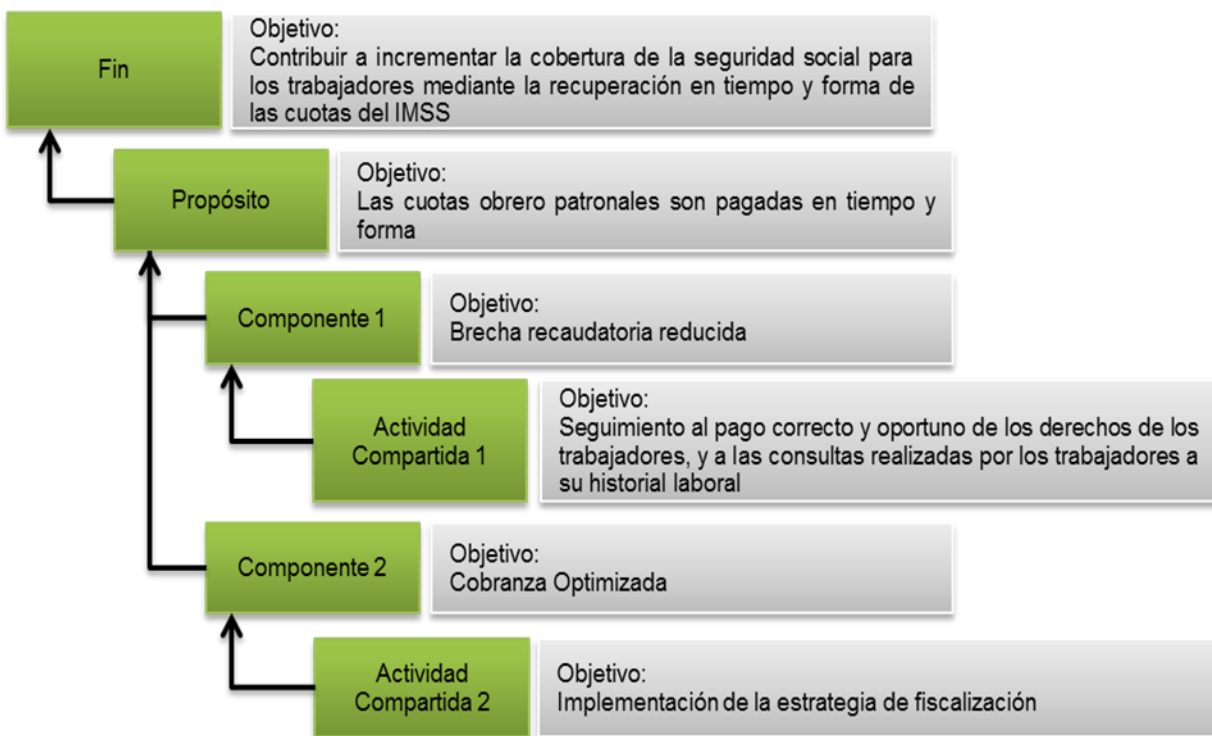 Fin
Objetivo:
Contribuir a incrementar la cobertura de la seguridad social para
los trabajadores mediante la recuperación en tiempo y forma de
las cuotas del IMSS
Propósito
Objetivo:
Las cuotas obrero patronales son pagadas en tiempo y
forma
Componente 1
Objetivo:
Brecha recaudatoria reducida
Actividad
Compartida 1
Objetivo:
Seguimiento al pago correcto y oportuno de los derechos de los
trabajadores, y a las consultas realizadas por los trabajadores a
su historial laboral
Componente 2
Objetivo:
Cobranza Optimizada
Actividad
Compartida 2
Objetivo:
Implementación de la estrategia de fiscalización